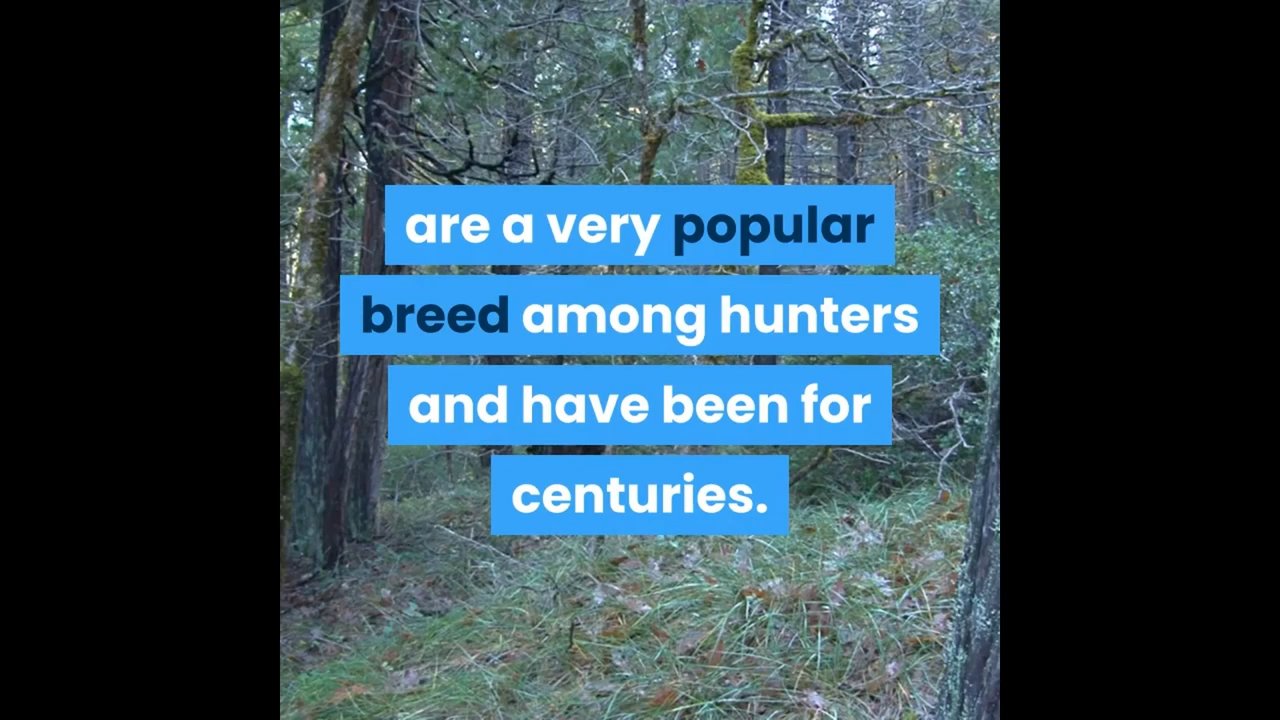 are a very popular
breed among hunters
and have been for
centuries.